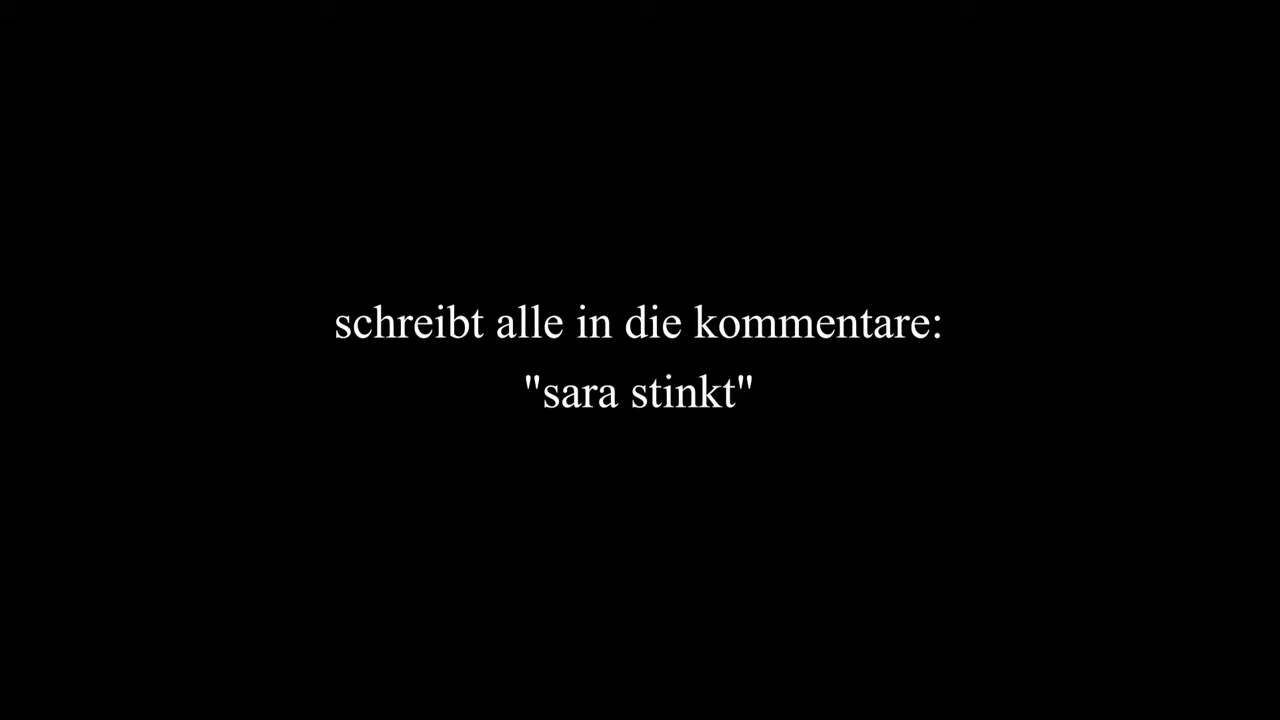 schreibt alle in die kommentare:
"sara stinkt"